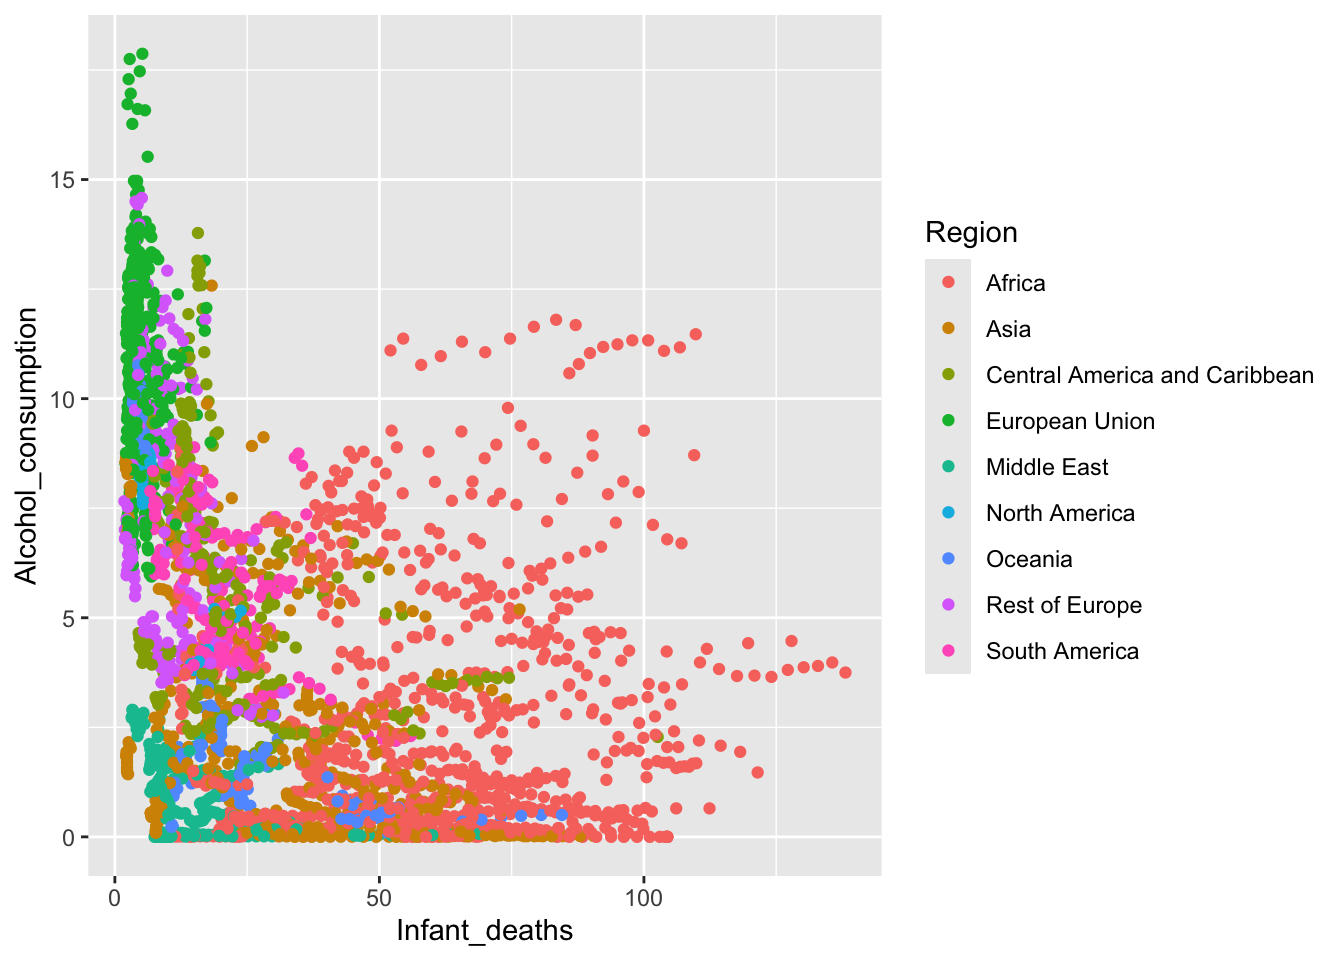 15
10
5
0
0
50
100
Alcohol_consumption
Infant_deaths
Region
Africa
Asia
Central America and Caribbean
European Union
Middle East
North America
Oceania
Rest of Europe
South America